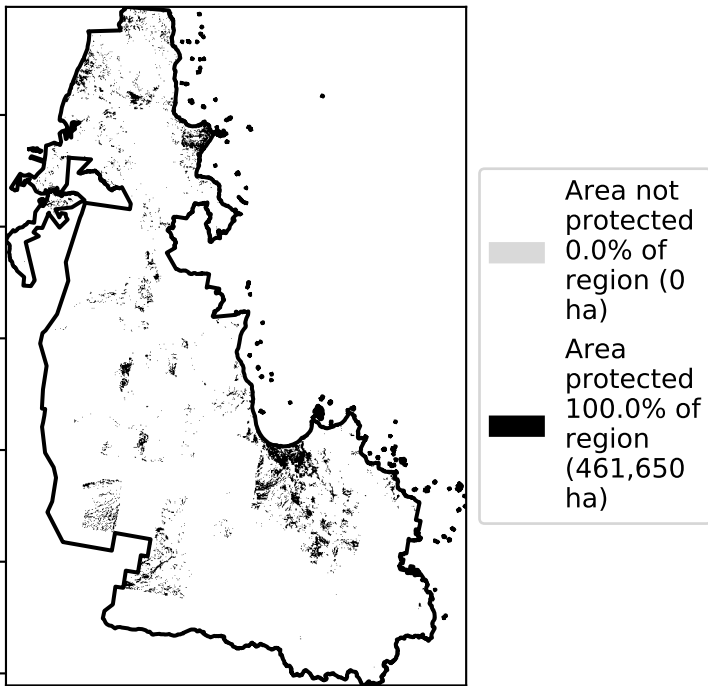 Area not
protected
0.0% of
region (0
ha)
Area
protected
100.0% of
region
(461,650
ha)